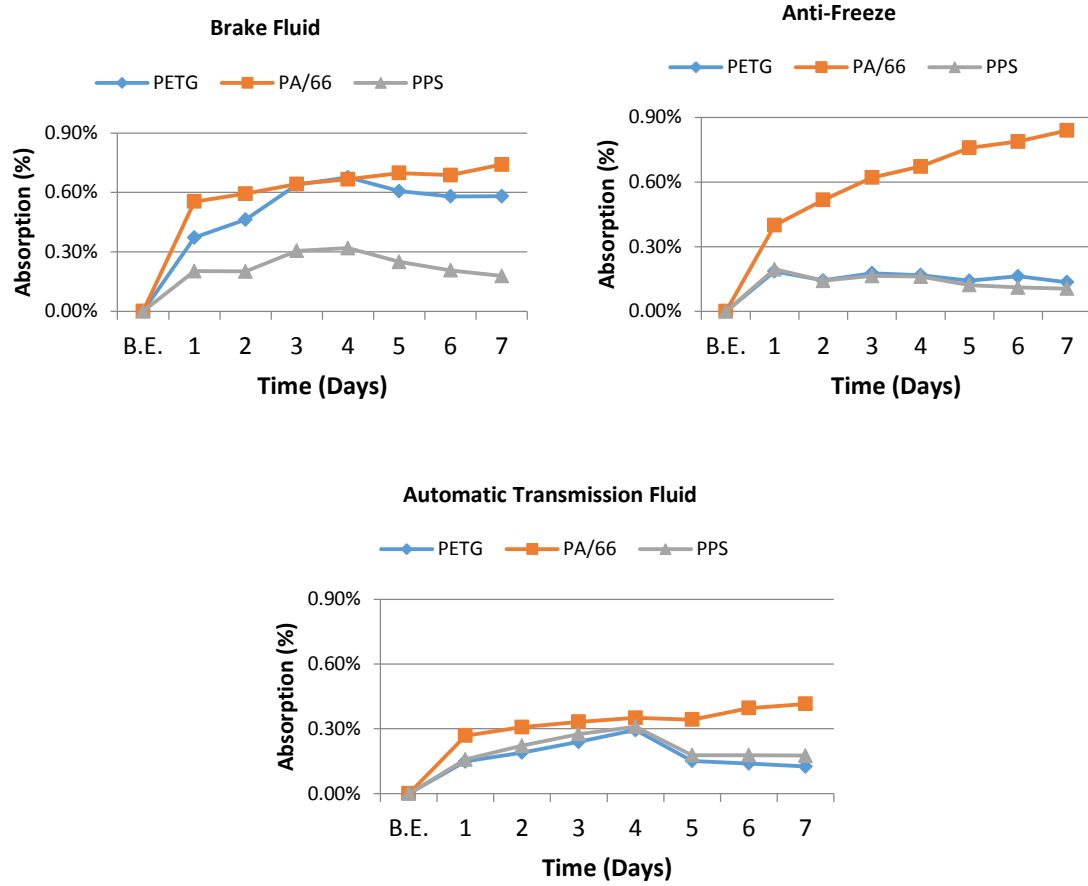 Brake Fluid
PETG PA/66 PPS
Absorption (%)
0.90%
0.60%
0.30%
0.00%
B.E. 1 2 3 4 5 6 7
Time (Days)
Anti-Freeze
PETG PA/66 PPS
Absorption (%)
0.90%
0.60%
0.30%
0.00%
B.E. 1 2 3 4 5 6 7
Time (Days)
Automatic Transmission Fluid
PETG PA/66 PPS
Absorption (%)
0.90%
0.60%
0.30%
0.00%
B.E. 1 2 3 4 5 6 7
Time (Days)